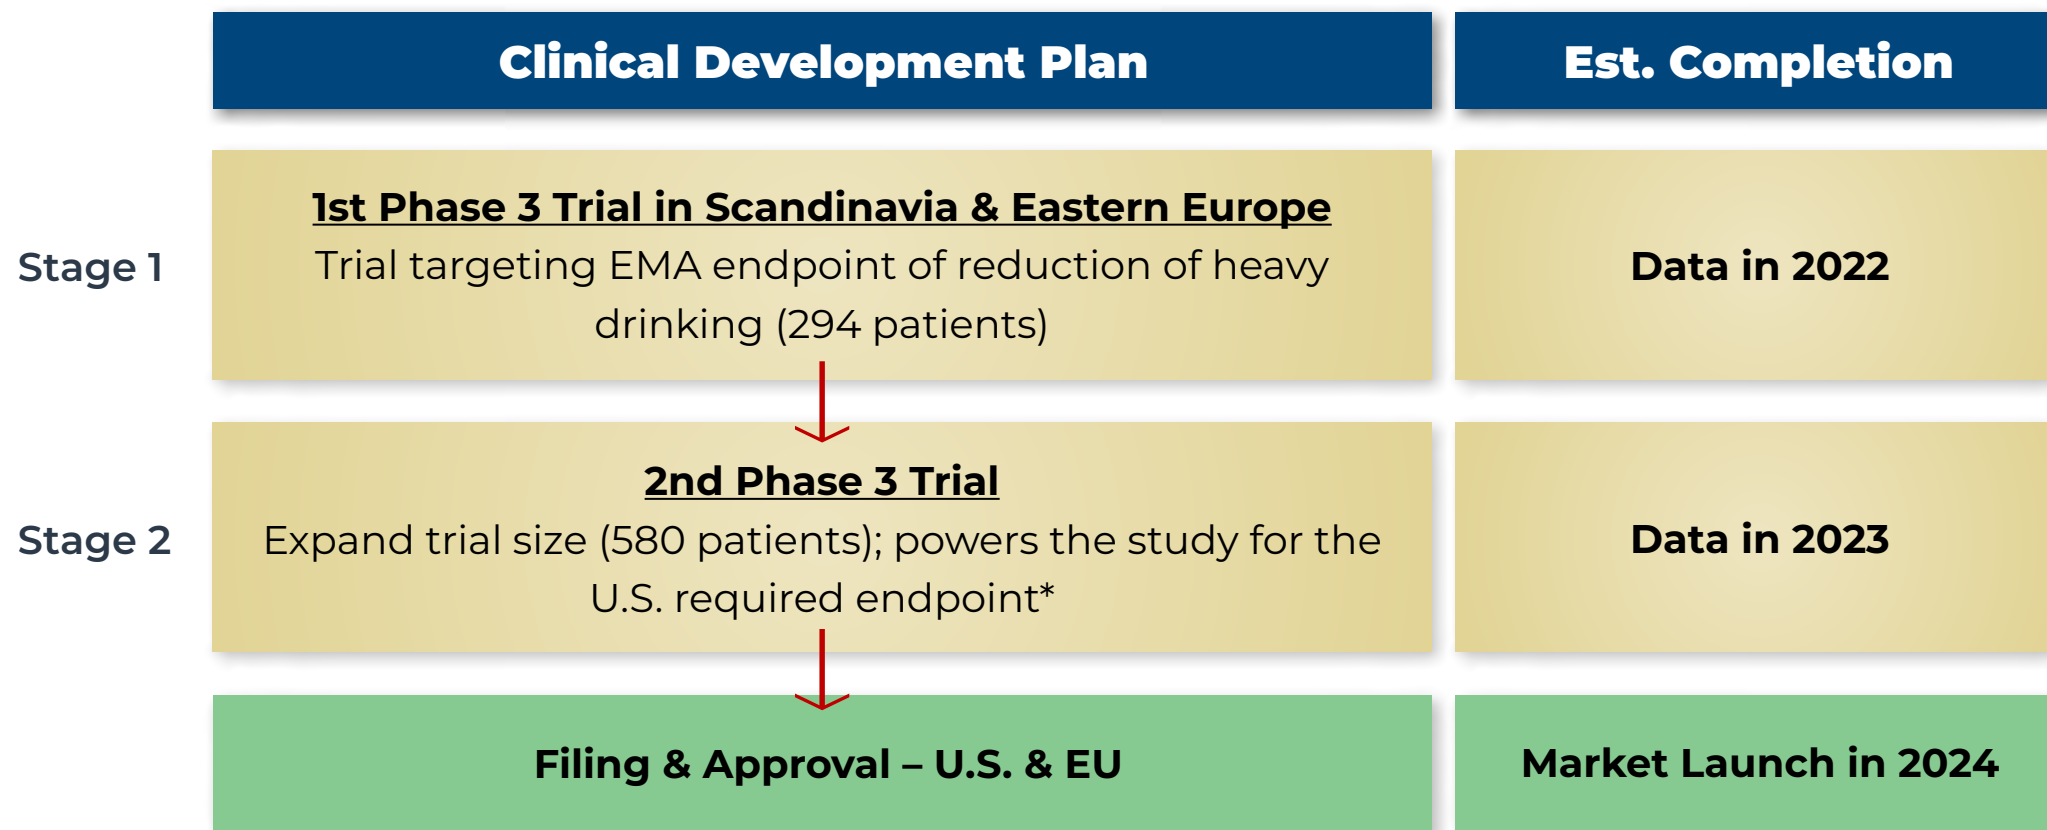 Clinical Development Plan
Est. Completion
Stage 1
1st Phase 3 Trial in Scandinavia & Eastern Europe
Trial targeting EMA endpoint of reduction of heavy
drinking (294 patients)
Data in 2022
Stage 2
2nd Phase 3 Trial
Expand trial size (580 patients); powers the study for the
U.S. required endpoint*
Data in 2023
Filing & Approval – U.S. & EU
Market Launch in 2024